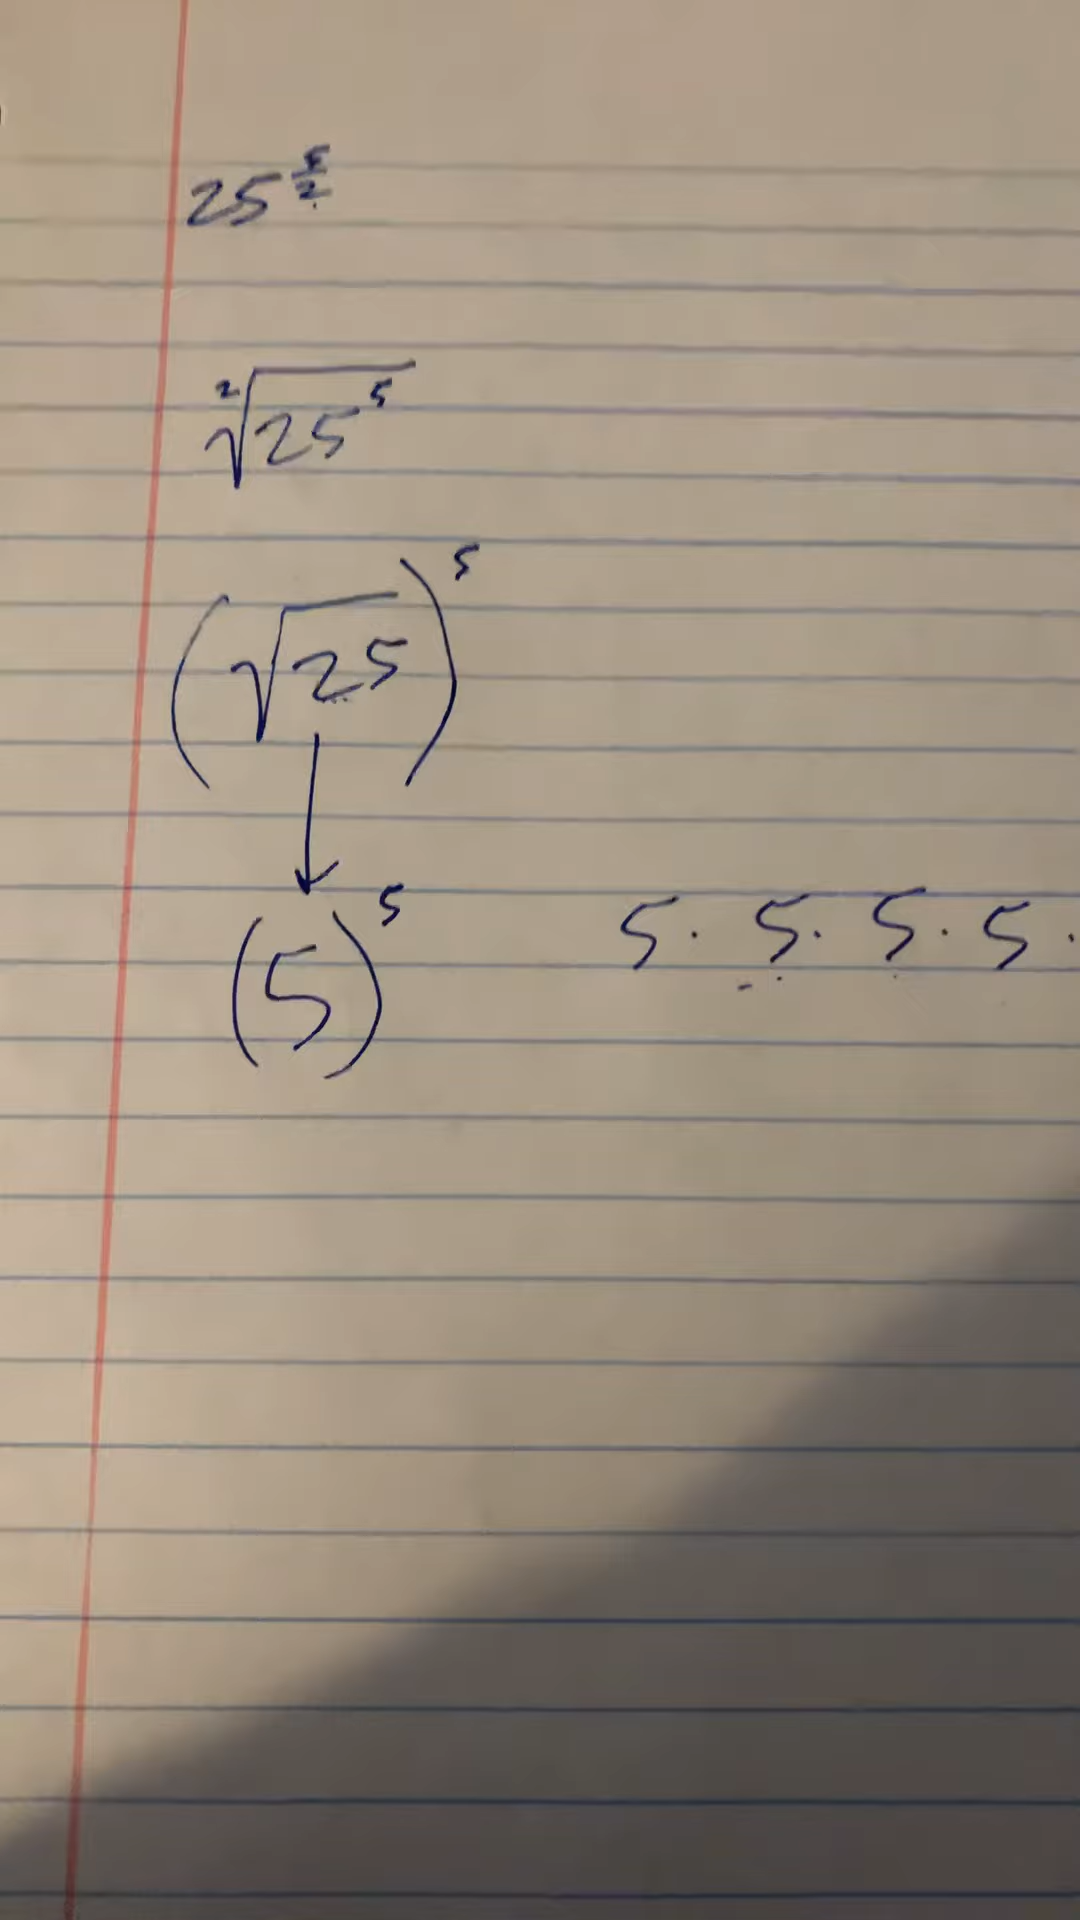 25^(5/2)
²√25⁵
(√25)⁵
↓
(5)⁵ 5 · 5 · 5 · 5 ·